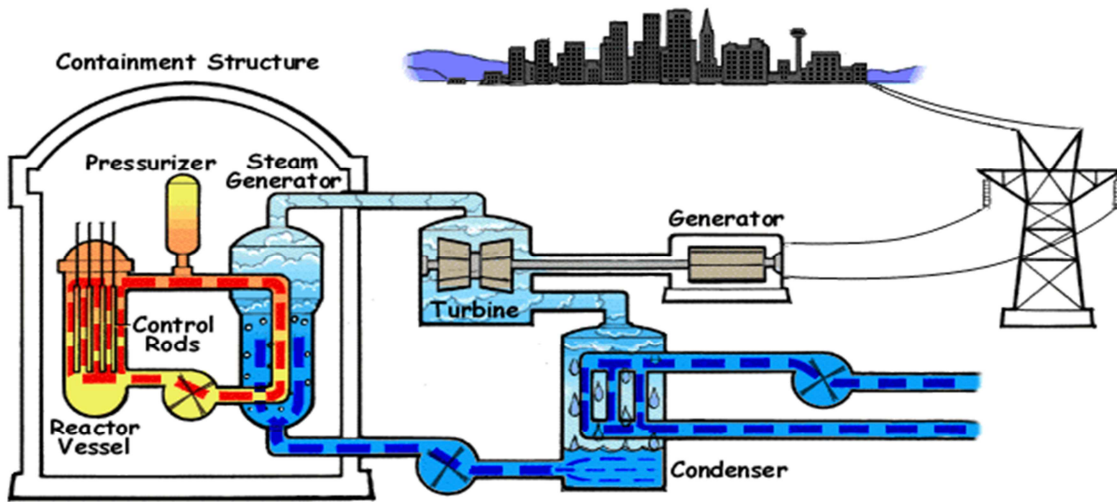 Containment Structure
Pressurizer
Steam
Generator
Generator
Turbine
Control
Rods
Reactor
Vessel
Condenser